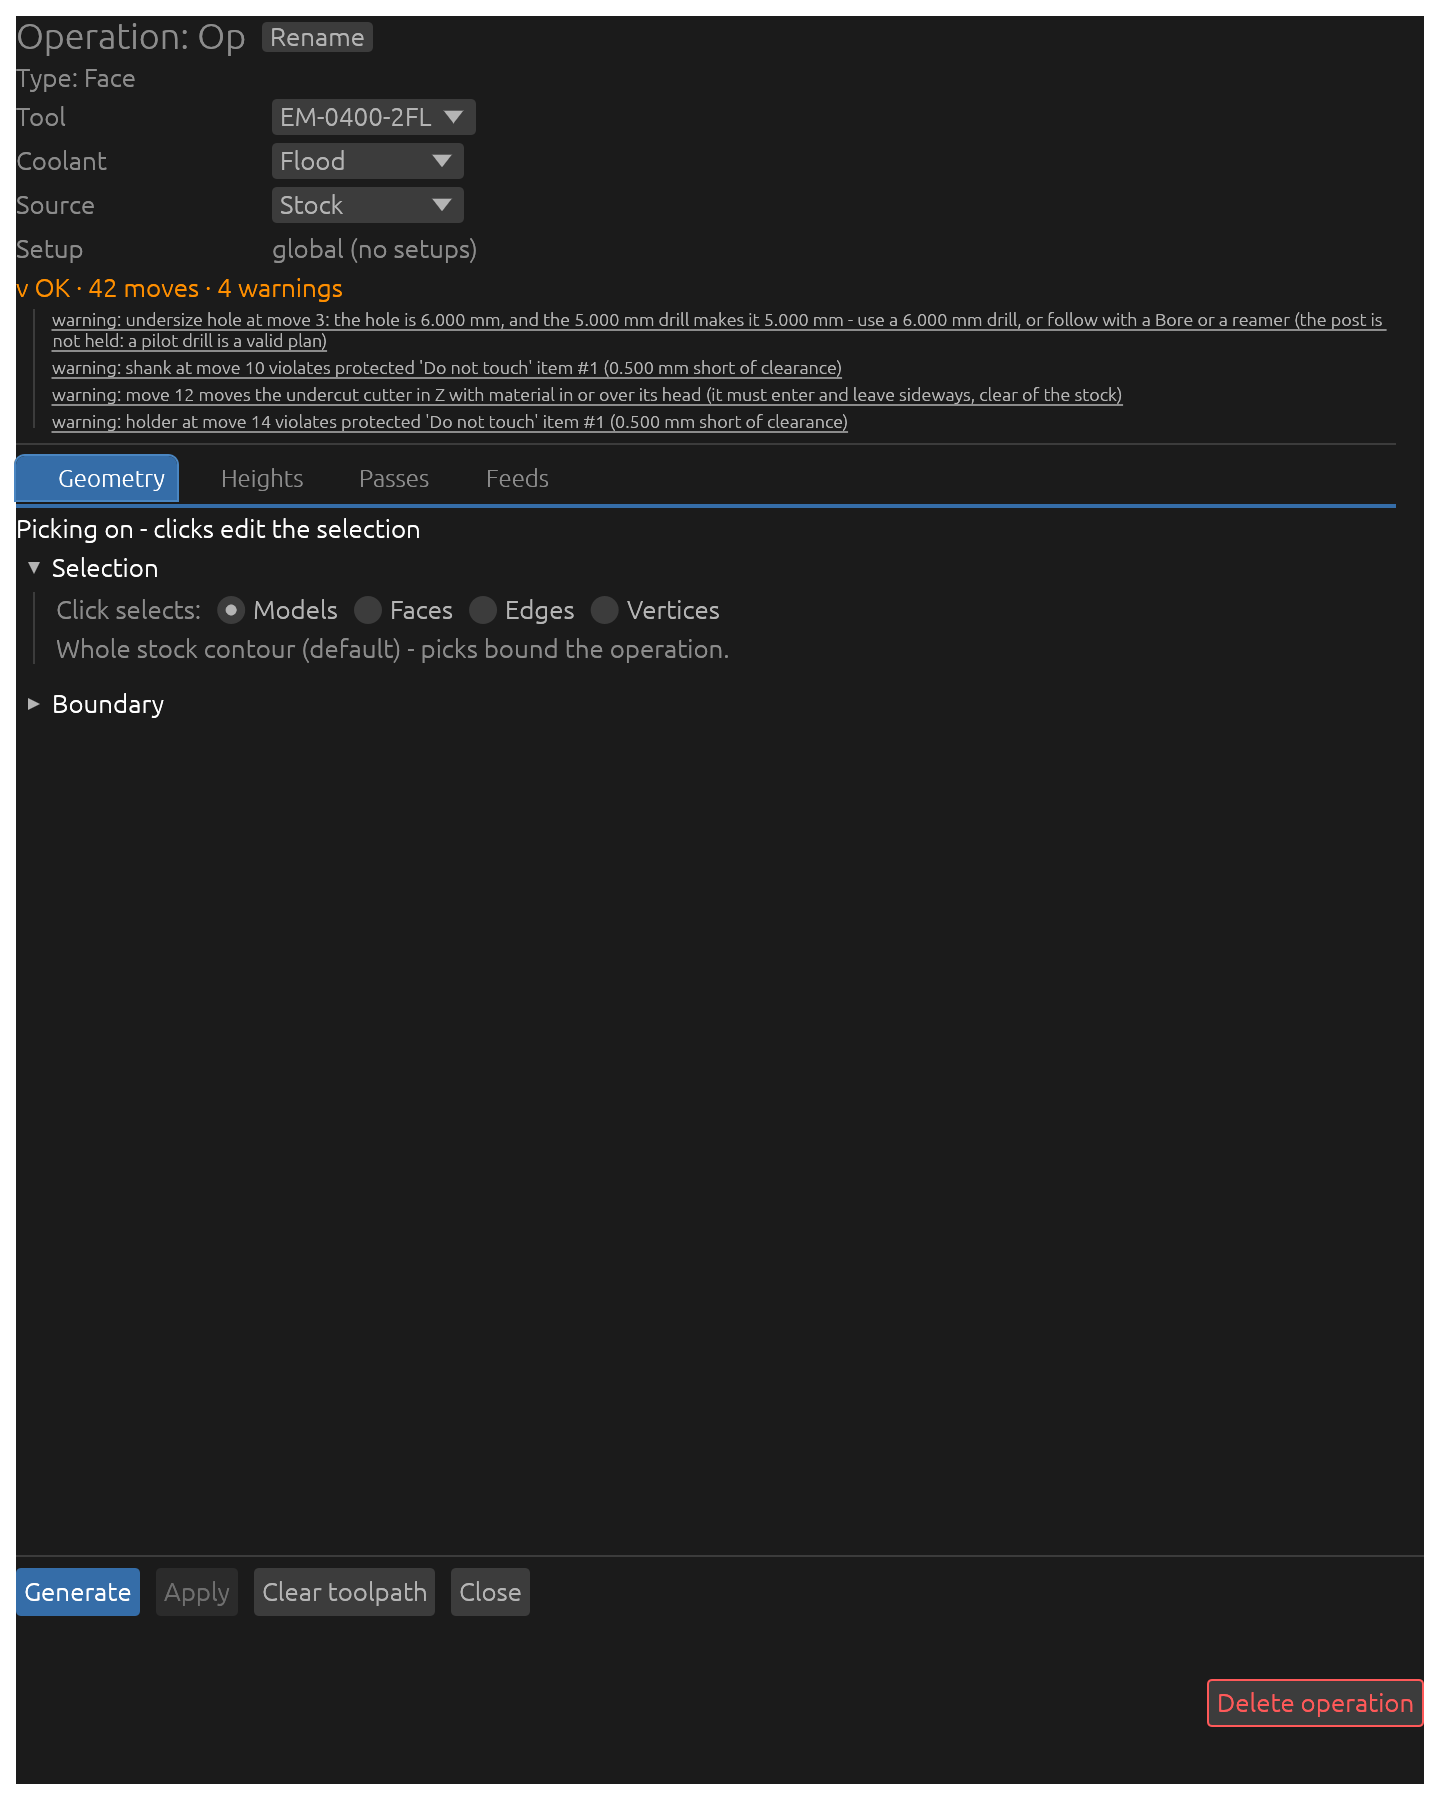 Operation: Op Rename
Type: Face
Tool EM-0400-2FL
Coolant Flood
Source Stock
Setup global (no setups)
v OK · 42 moves · 4 warnings
warning: undersize hole at move 3: the hole is 6.000 mm, and the 5.000 mm drill makes it 5.000 mm - use a 6.000 mm drill, or follow with a Bore or a reamer (the post is
not held: a pilot drill is a valid plan)
warning: shank at move 10 violates protected 'Do not touch' item #1 (0.500 mm short of clearance)
warning: move 12 moves the undercut cutter in Z with material in or over its head (it must enter and leave sideways, clear of the stock)
warning: holder at move 14 violates protected 'Do not touch' item #1 (0.500 mm short of clearance)
Geometry Heights Passes Feeds
Picking on - clicks edit the selection
Selection
Click selects: Models Faces Edges Vertices
Whole stock contour (default) - picks bound the operation.
Boundary
Generate Apply Clear toolpath Close
Delete operation